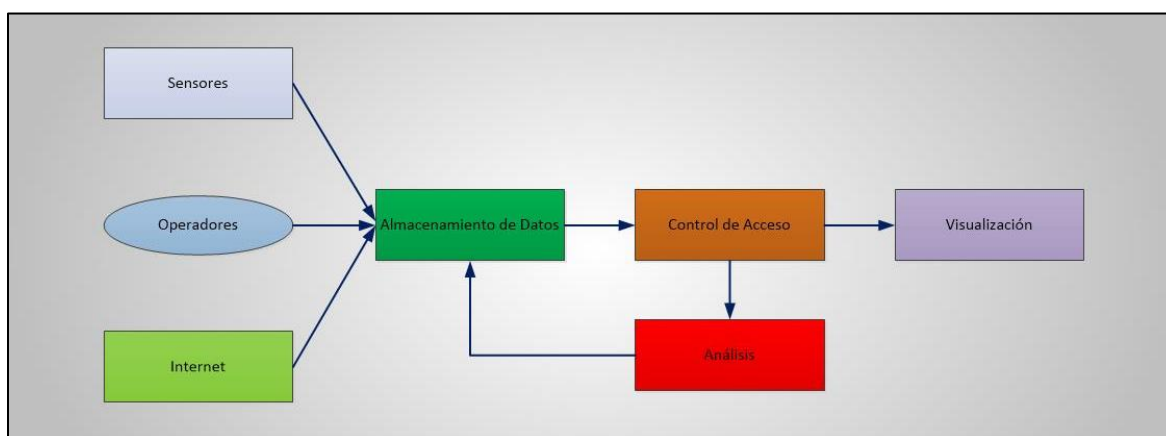 Sensores
Operadores
Almacenamiento de Datos
Control de Acceso
Visualización
Internet
Análisis